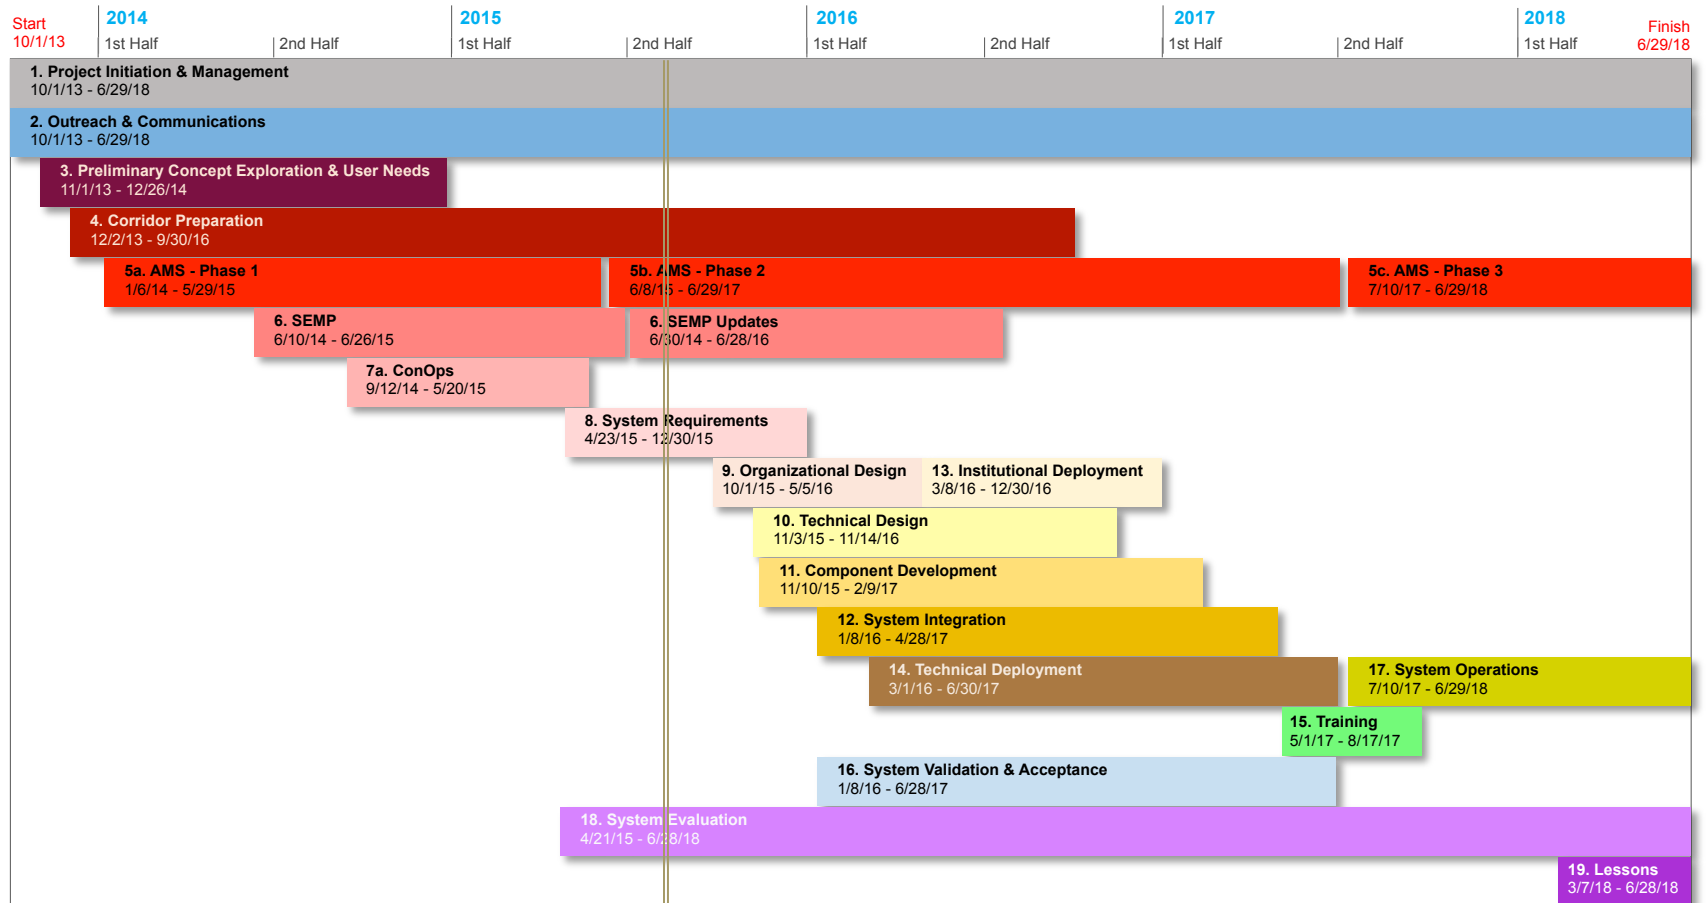 Start
10/1/13
2014
2015
2016
2017
2018
Finish
6/29/18
1st Half
2nd Half
1st Half
2nd Half
1st Half
2nd Half
1st Half
2nd Half
1st Half
1. Project Initiation & Management
10/1/13 - 6/29/18
2. Outreach & Communications
10/1/13 - 6/29/18
3. Preliminary Concept Exploration & User Needs
11/1/13 - 12/26/14
4. Corridor Preparation
12/2/13 - 9/30/16
5a. AMS - Phase 1
1/6/14 - 5/29/15
5b. AMS - Phase 2
6/8/15 - 6/29/17
5c. AMS - Phase 3
7/10/17 - 6/29/18
6. SEMP
6/10/14 - 6/26/15
6. SEMP Updates
6/30/14 - 6/28/16
7a. ConOps
9/12/14 - 5/20/15
8. System Requirements
4/23/15 - 12/30/15
9. Organizational Design
10/1/15 - 5/5/16
13. Institutional Deployment
3/8/16 - 12/30/16
10. Technical Design
11/3/15 - 11/14/16
11. Component Development
11/10/15 - 2/9/17
12. System Integration
1/8/16 - 4/28/17
14. Technical Deployment
3/1/16 - 6/30/17
17. System Operations
7/10/17 - 6/29/18
15. Training
5/1/17 - 8/17/17
16. System Validation & Acceptance
1/8/16 - 6/28/17
18. System Evaluation
4/21/15 - 6/28/18
19. Lessons
3/7/18 - 6/28/18